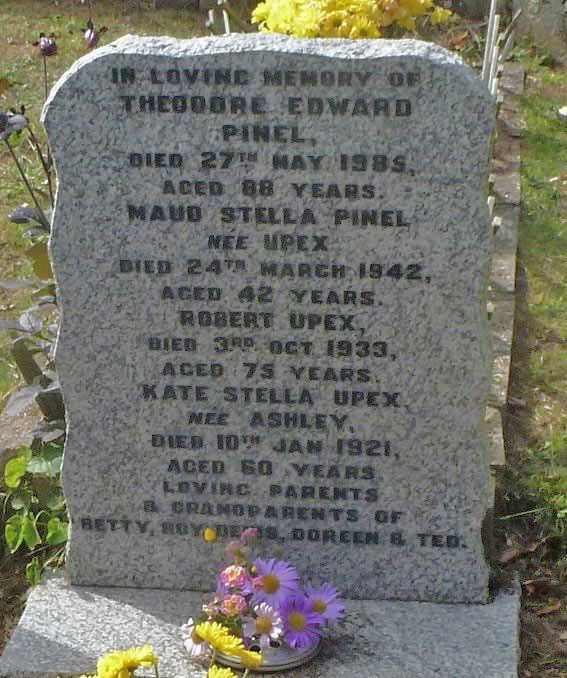 IN LOVING MEMORY OF
THEODORE EDWARD
PINEL,
DIED 27TH MAY 1985,
AGED 88 YEARS.
MAUD STELLA PINEL
NEE UPEX
DIED 24TH MARCH 1942,
AGED 42 YEARS.
ROBERT UPEX,
DIED 3RD OCT 1933,
AGED 75 YEARS.
KATE STELLA UPEX
NEE ASHLEY,
DIED 10TH JAN 1921,
AGED 60 YEARS
LOVING PARENTS
& GRANDPARENTS OF
BETTY, ROY, DENIS, DOREEN & TED.